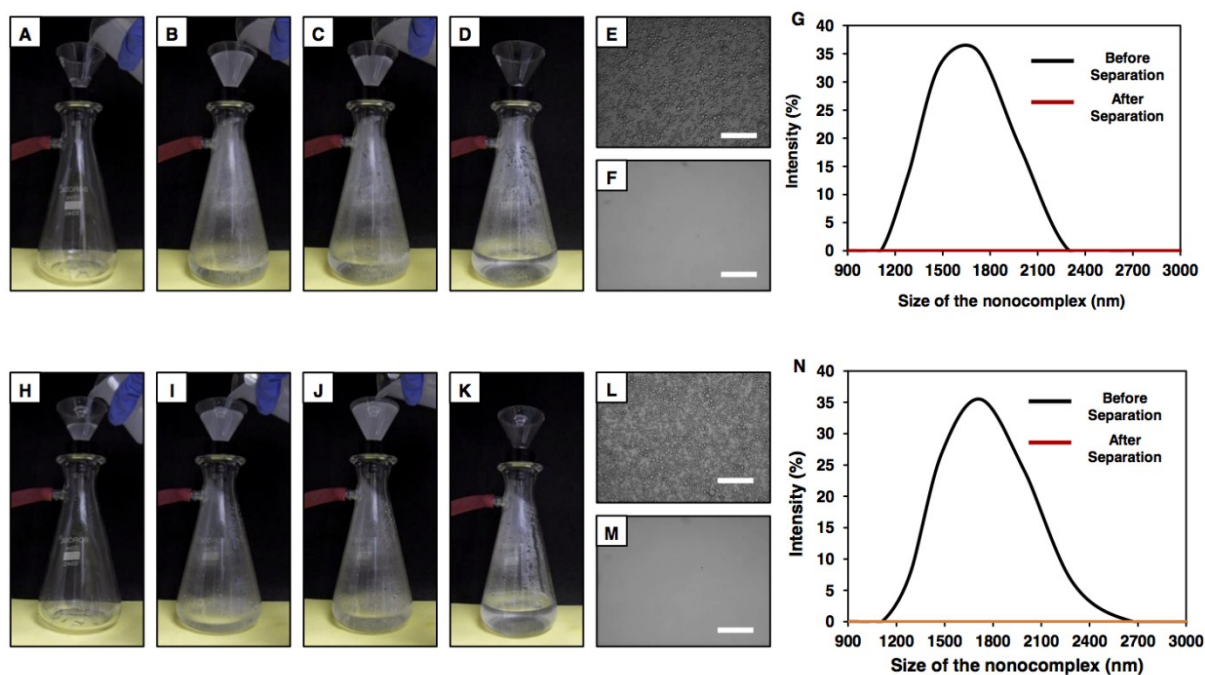 A
B
C
D
E
F
G
40
35
30
25
20
15
10
5
0
Intensity (%)
Before
Separation
After
Separation
900 1200 1500 1800 2100 2400 2700 3000
Size of the nonocomplex (nm)
H
I
J
K
L
M
N
40
35
30
25
20
15
10
5
0
Intensity (%)
Before
Separation
After
Separation
900 1200 1500 1800 2100 2400 2700 3000
Size of the nonocomplex (nm)